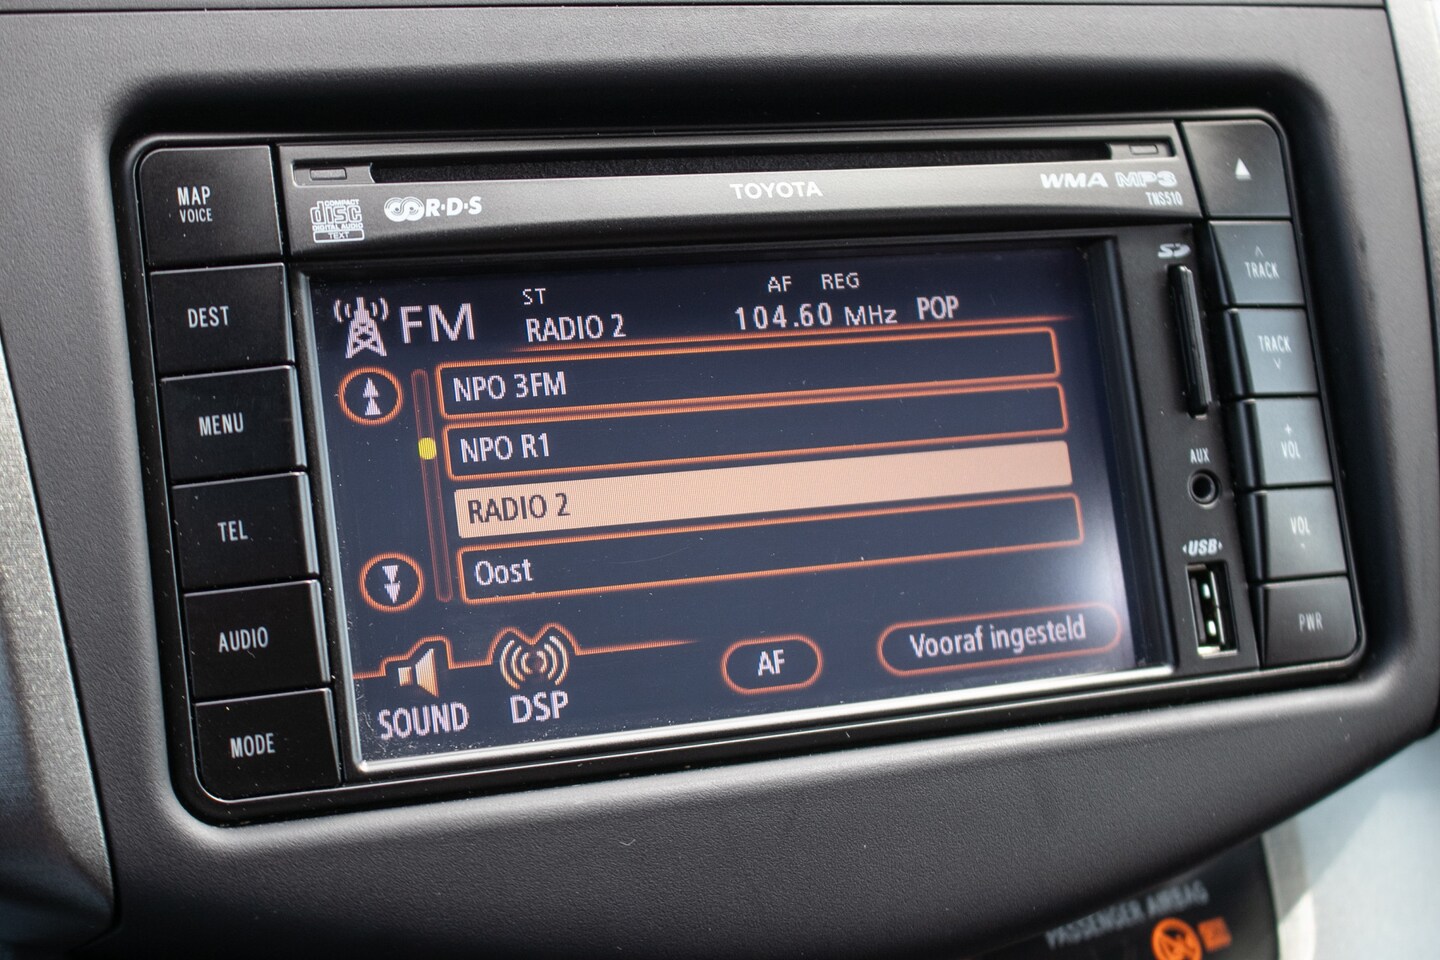 MAP
VOICE
DEST
MENU
TEL
AUDIO
MODE
COMPACT
disc
DIGITAL AUDIO
TEXT
R·D·S
TOYOTA
WMA MP3
TNS510
FM
ST
RADIO 2
AF REG
104.60 MHz POP
NPO 3FM
NPO R1
RADIO 2
Oost
SOUND
DSP
AF
Vooraf ingesteld
SD
AUX
USB
TRACK
TRACK
+
VOL
VOL
-
PWR
PASSENGER AIRBAG